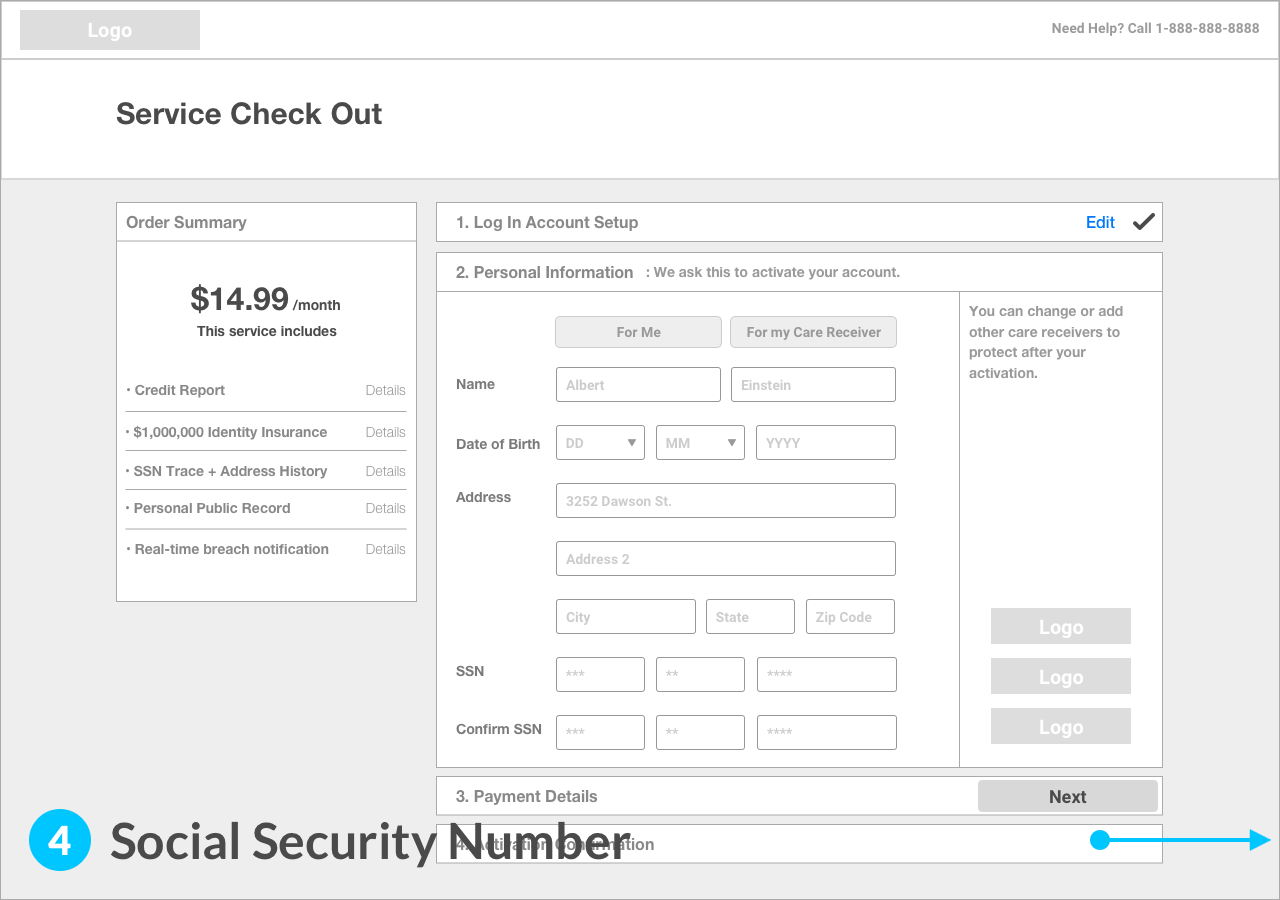 Logo
Need Help? Call 1-888-888-8888
Service Check Out
Order Summary
$14.99 /month
This service includes
• Credit Report Details
• $1,000,000 Identity Insurance Details
• SSN Trace + Address History Details
• Personal Public Record Details
• Real-time breach notification Details
1. Log In Account Setup Edit
2. Personal Information : We ask this to activate your account.
For Me For my Care Receiver
Name Albert Einstein
Date of Birth DD MM YYYY
Address 3252 Dawson St.
Address 2
City State Zip Code
SSN *** ** ****
Confirm SSN *** ** ****
You can change or add
other care receivers to
protect after your
activation.
Logo
Logo
Logo
3. Payment Details Next
4. Activation Confirmation
4 Social Security Number